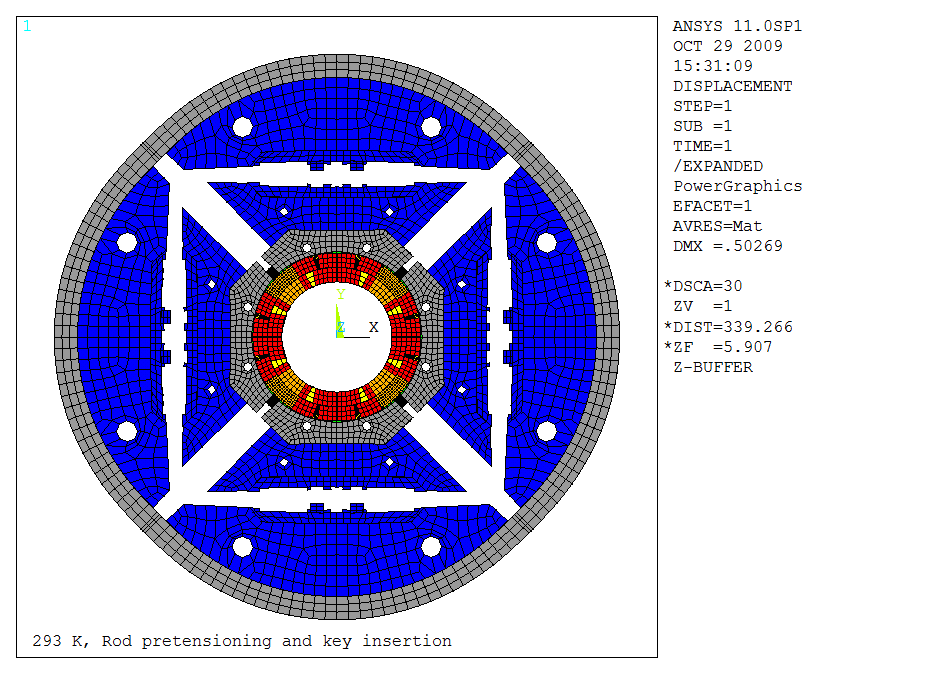 1
ANSYS 11.0SP1
OCT 29 2009
15:31:09
DISPLACEMENT
STEP=1
SUB =1
TIME=1
/EXPANDED
PowerGraphics
EFACET=1
AVRES=Mat
DMX =.50269
*DSCA=30
ZV =1
*DIST=339.266
*ZF =5.907
Z-BUFFER
Y
Z X
293 K, Rod pretensioning and key insertion